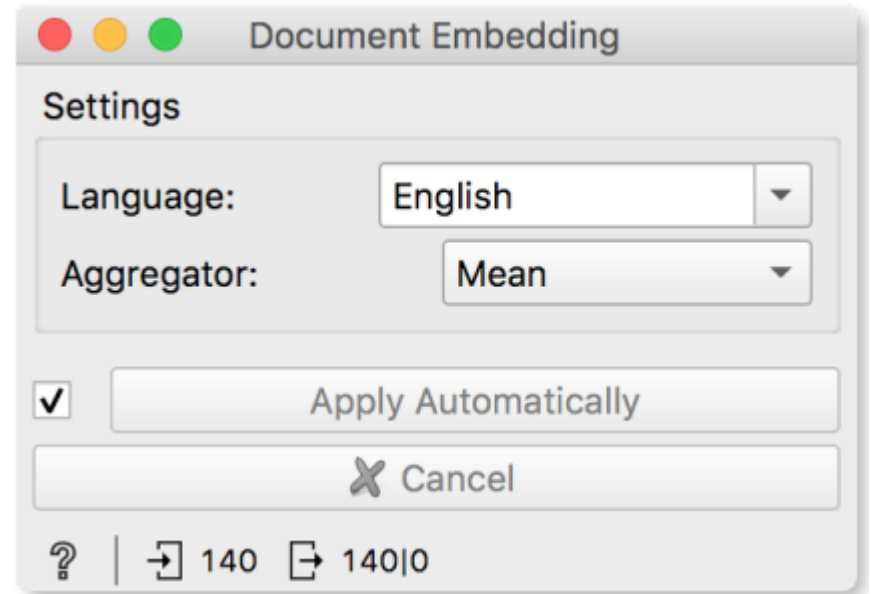 Document Embedding
Settings
Language: English
Aggregator: Mean
Apply Automatically
Cancel
? 140 140|0